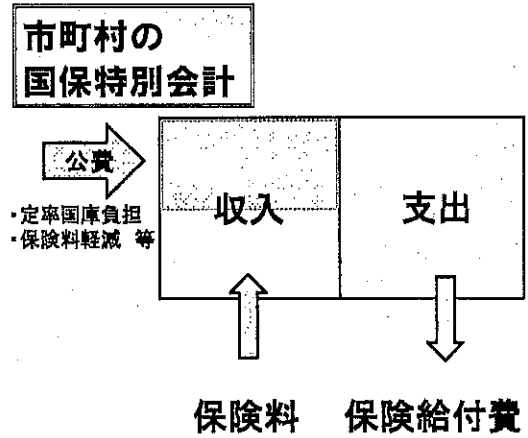 市町村の
国保特別会計
公費
・定率国庫負担
・保険料軽減 等
収入
支出
保険料
保険給付費